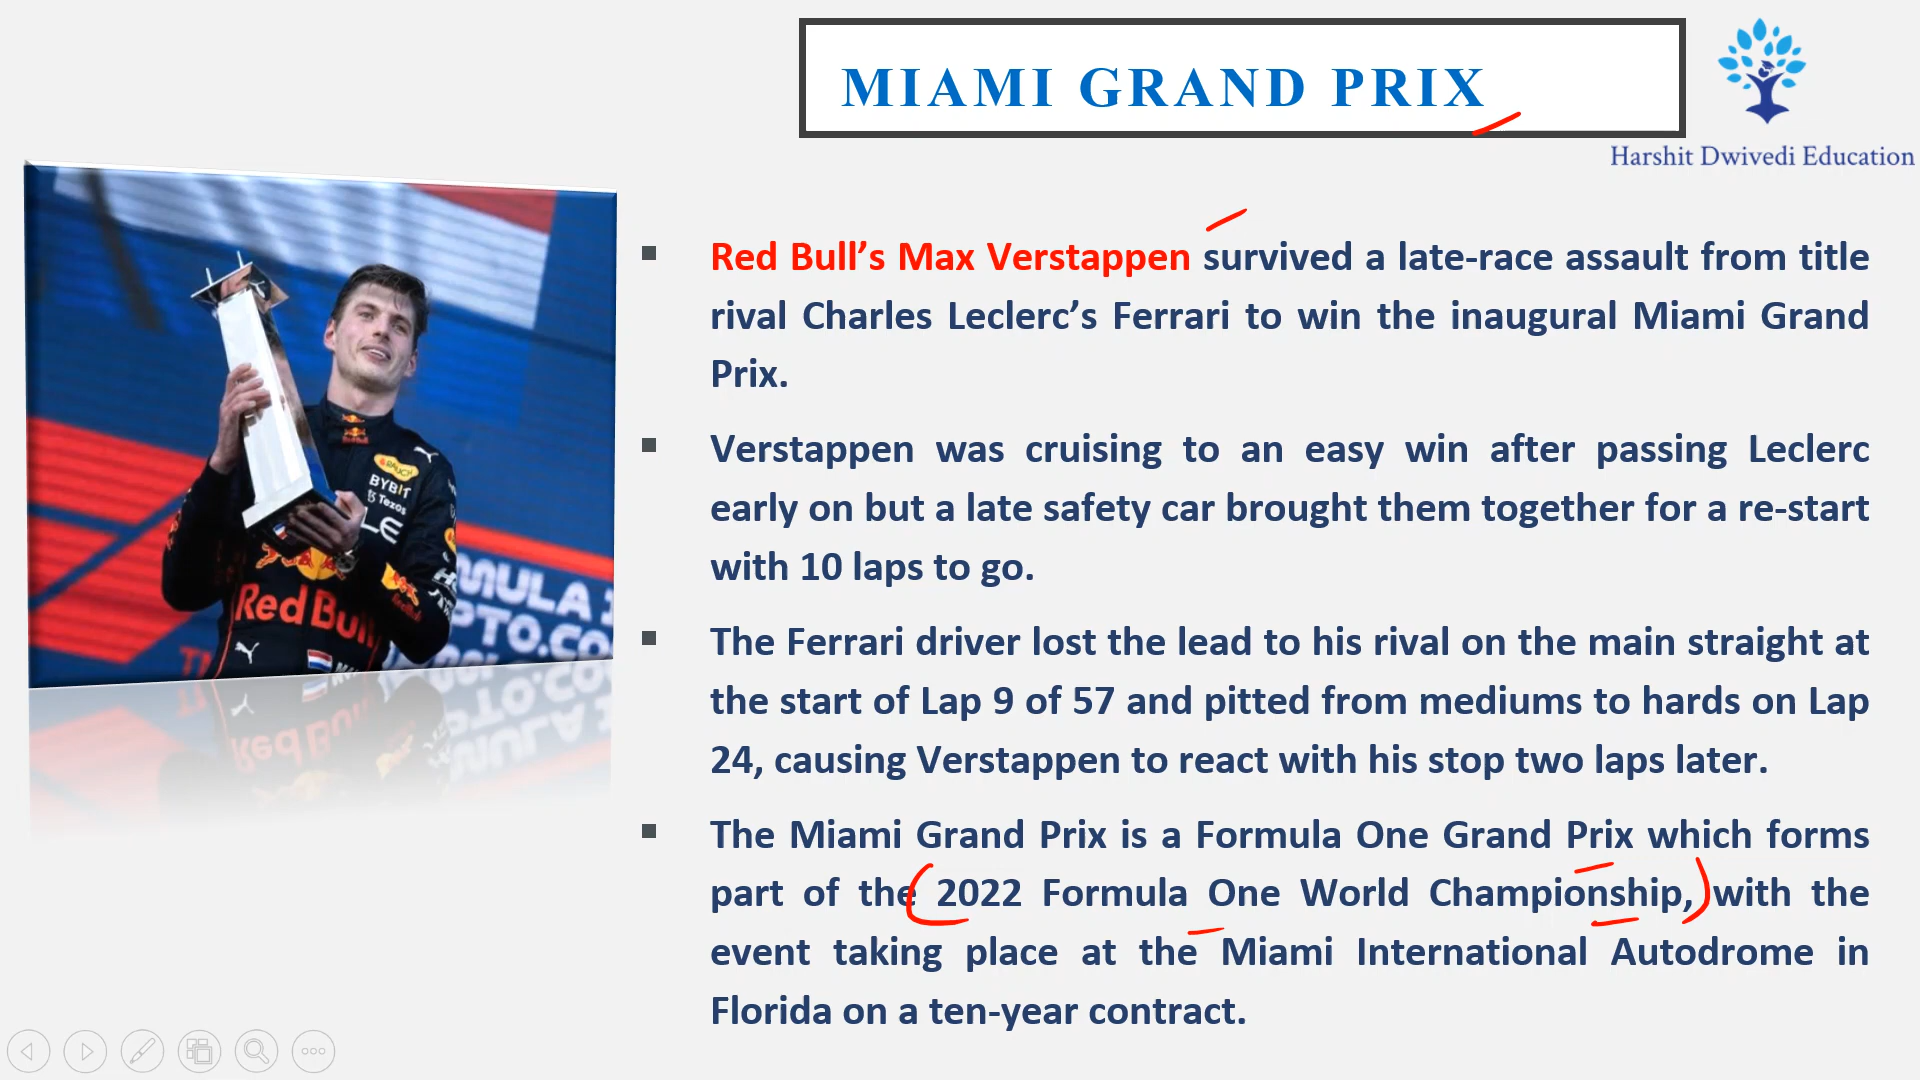 MIAMI GRAND PRIX
Harshit Dwivedi Education
Red Bull’s Max Verstappen survived a late-race assault from title
rival Charles Leclerc’s Ferrari to win the inaugural Miami Grand
Prix.
Verstappen was cruising to an easy win after passing Leclerc
early on but a late safety car brought them together for a re-start
with 10 laps to go.
The Ferrari driver lost the lead to his rival on the main straight at
the start of Lap 9 of 57 and pitted from mediums to hards on Lap
24, causing Verstappen to react with his stop two laps later.
The Miami Grand Prix is a Formula One Grand Prix which forms
part of the 2022 Formula One World Championship, with the
event taking place at the Miami International Autodrome in
Florida on a ten-year contract.
RAUCH
BYBIT
Tezos
Red Bull